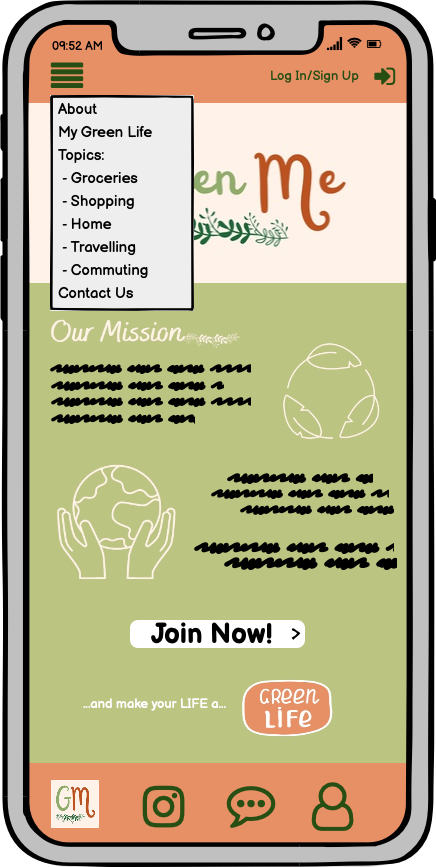 09:52 AM
Log In/Sign Up
About
My Green Life
Topics:
- Groceries
- Shopping
- Home
- Travelling
- Commuting
Contact Us
en Me
Our Mission
Join Now! >
...and make your LIFE a...
GREEN
LiFe
GM